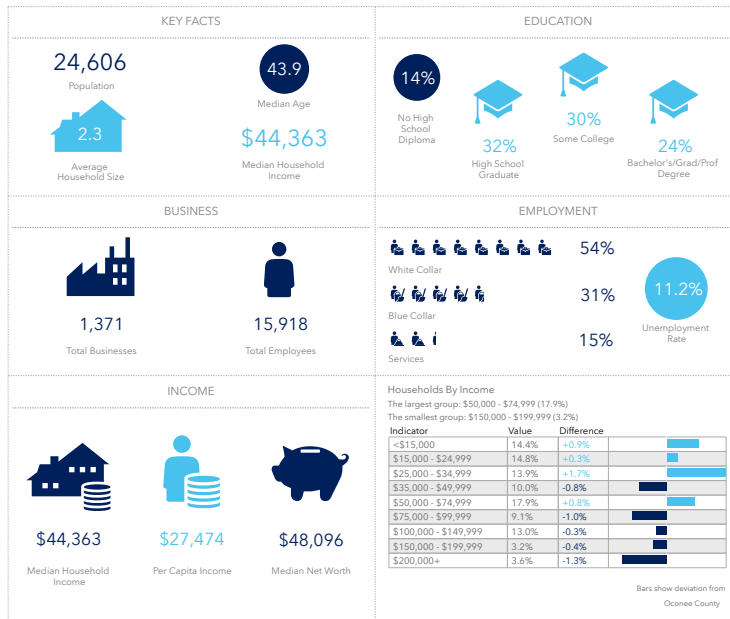 KEY FACTS
24,606
Population
43.9
Median Age
2.3
Average
Household Size
$44,363
Median Household
Income
EDUCATION
14%
No High
School
Diploma
32%
High School
Graduate
30%
Some College
24%
Bachelor's/Grad/Prof
Degree
BUSINESS
1,371
Total Businesses
15,918
Total Employees
EMPLOYMENT
54%
White Collar
31%
Blue Collar
15%
Services
11.2%
Unemployment
Rate
INCOME
$44,363
Median Household
Income
$27,474
Per Capita Income
$48,096
Median Net Worth
Households By Income
The largest group: $50,000 - $74,999 (17.9%)
The smallest group: $150,000 - $199,999 (3.2%)
Indicator Value Difference
<$15,000 14.4% +0.9%
$15,000 - $24,999 14.8% +0.3%
$25,000 - $34,999 13.9% +1.7%
$35,000 - $49,999 10.0% -0.8%
$50,000 - $74,999 17.9% +0.8%
$75,000 - $99,999 9.1% -1.0%
$100,000 - $149,999 13.0% -0.3%
$150,000 - $199,999 3.2% -0.4%
$200,000+ 3.6% -1.3%
Bars show deviation from
Oconee County